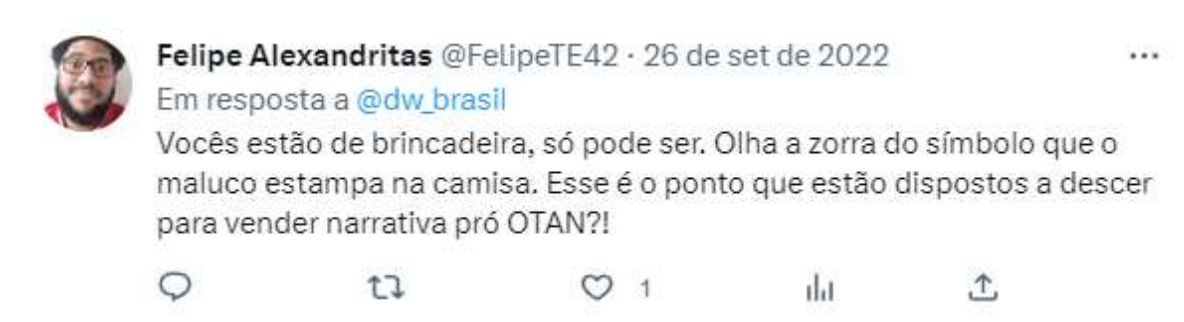 Felipe Alexandritas @FelipeTE42 · 26 de set de 2022
Em resposta a @dw_brasil
Vocês estão de brincadeira, só pode ser. Olha a zorra do símbolo que o
maluco estampa na camisa. Esse é o ponto que estão dispostos a descer
para vender narrativa pró OTAN?!
1